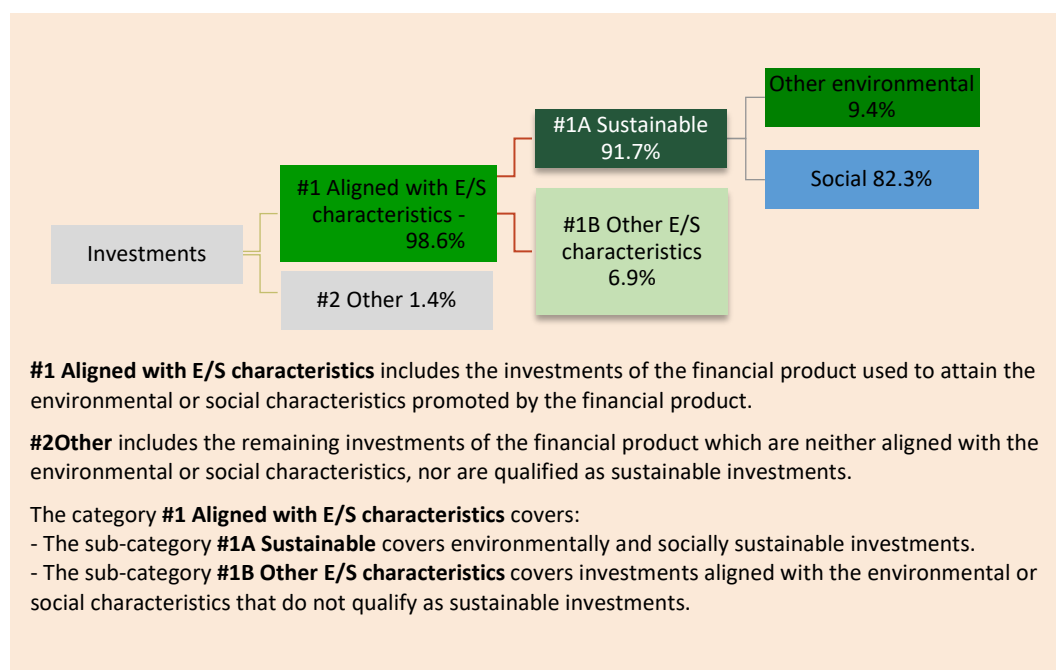 Other environmental
9.4%
#1A Sustainable
91.7%
Social 82.3%
#1 Aligned with E/S
characteristics -
98.6%
#1B Other E/S
characteristics
6.9%
Investments
#2 Other 1.4%
#1 Aligned with E/S characteristics includes the investments of the financial product used to attain the
environmental or social characteristics promoted by the financial product.
#2Other includes the remaining investments of the financial product which are neither aligned with the
environmental or social characteristics, nor are qualified as sustainable investments.
The category #1 Aligned with E/S characteristics covers:
- The sub-category #1A Sustainable covers environmentally and socially sustainable investments.
- The sub-category #1B Other E/S characteristics covers investments aligned with the environmental or
social characteristics that do not qualify as sustainable investments.